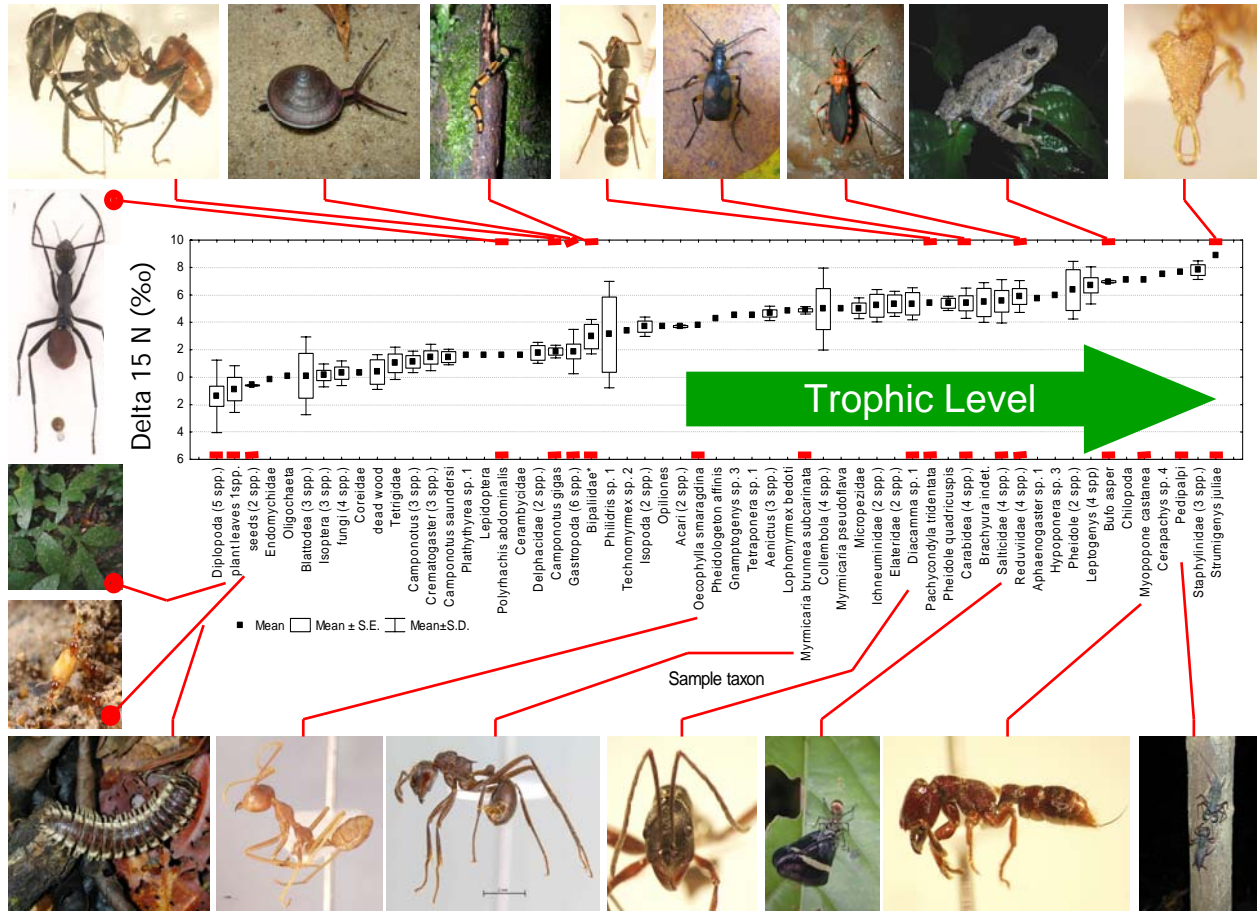 Delta 15 N (‰)
10
8
6
4
2
0
2
4
6
Trophic Level
Diplopoda (5 spp.)
plant leaves 1spp.
seeds (2 spp.)
Endomychidae
Oligochaeta
Blattodea (3 spp.)
Isoptera (3 spp.)
fungi (4 spp.)
Coreidae
dead wood
Tetrigidae
Camponotus (3 spp.)
Crematogaster (3 spp.)
Camponotus saundersi
Plathythyrea sp. 1
Lepidoptera
Polyrhachis abdominalis
Cerambycidae
Delphacidae (2 spp.)
Camponotus gigas
Gastropoda (6 spp.)
Bipaliidae*
Philidris sp. 1
Technomyrmex sp. 2
Isopoda (2 spp.)
Opiliones
Acari (2 spp.)
Oecophylla smaragdina
Pheidologeton affinis
Gnamptogenys sp. 3
Tetraponera sp. 1
Aenictus (3 spp.)
Lophomyrmex bedoti
Myrmicaria brunnea subcarinata
Collembola (4 spp.)
Myrmicaria pseudoflava
Micropezidae
Ichneuminidae (2 spp.)
Elateridae (2 spp.)
Diacamma sp. 1
Pachycondyla tridentata
Pheidole quadricuspis
Carabidea (4 spp.)
Brachyura indet.
Salticidae (4 spp.)
Reduviidae (4 spp.)
Aphaenogaster sp. 1
Hypoponera sp. 3
Pheidole (2 spp.)
Leptogenys (4 spp)
Bufo asper
Chilopoda
Myopopone castanea
Cerapachys sp. 4
Pedipalpi
Staphylinidae (3 spp.)
Strumigenys juliae
Mean Mean ± S.E. Mean±S.D.
Sample taxon